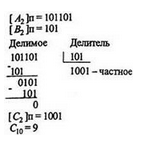 [A₂]п = 101101
[B₂]п = 101
Делимое Делитель
101101 101
-101 1001 – частное
0101
- 101
0
[C₂]п = 1001
C₁₀ = 9